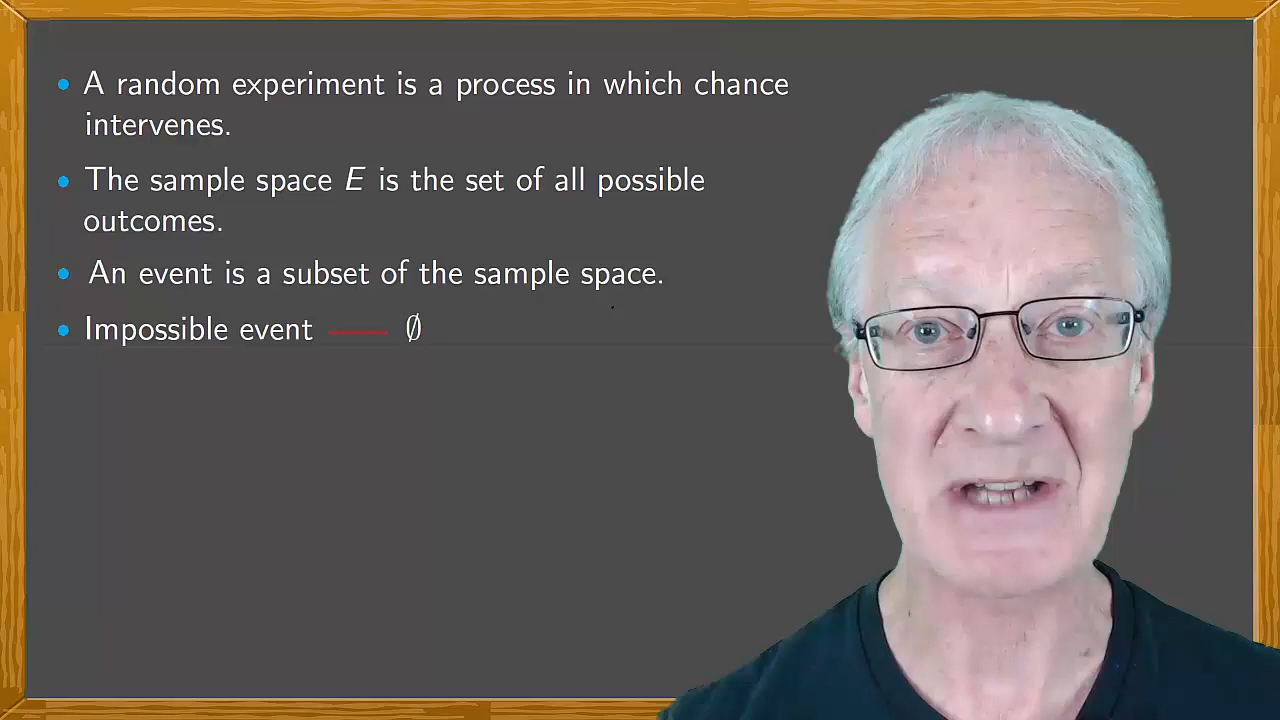 • A random experiment is a process in which chance
intervenes.
• The sample space E is the set of all possible
outcomes.
• An event is a subset of the sample space.
• Impossible event — ∅